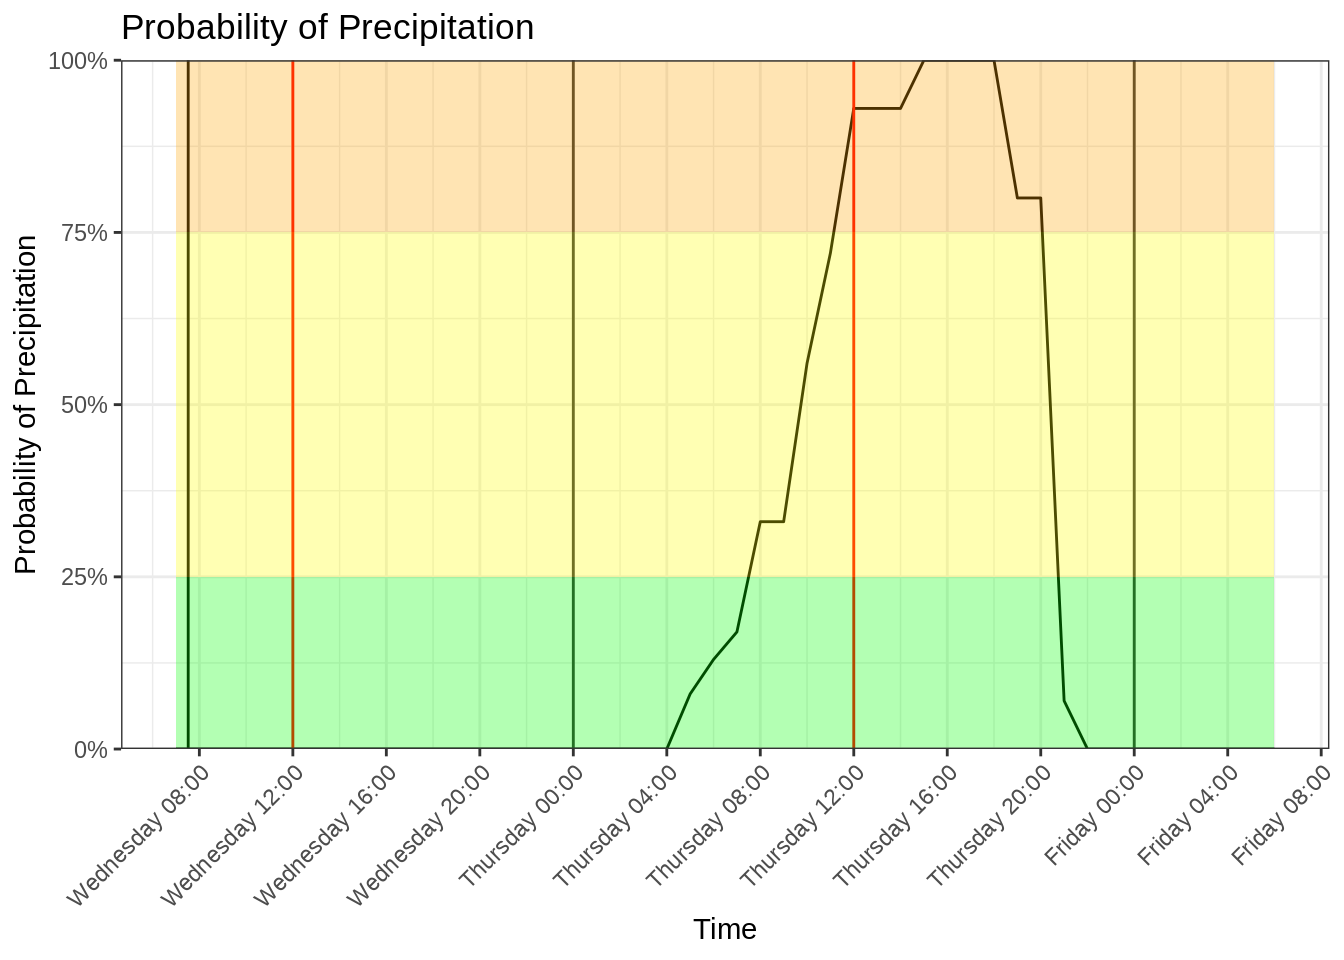 Probability of Precipitation
Probability of Precipitation
100%
75%
50%
25%
0%
Wednesday 08:00
Wednesday 12:00
Wednesday 16:00
Wednesday 20:00
Thursday 00:00
Thursday 04:00
Thursday 08:00
Thursday 12:00
Thursday 16:00
Thursday 20:00
Friday 00:00
Friday 04:00
Friday 08:00
Time